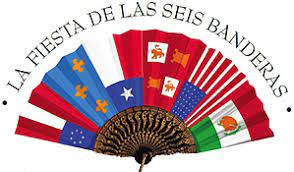 · LA FIESTA DE LAS SEIS BANDERAS ·